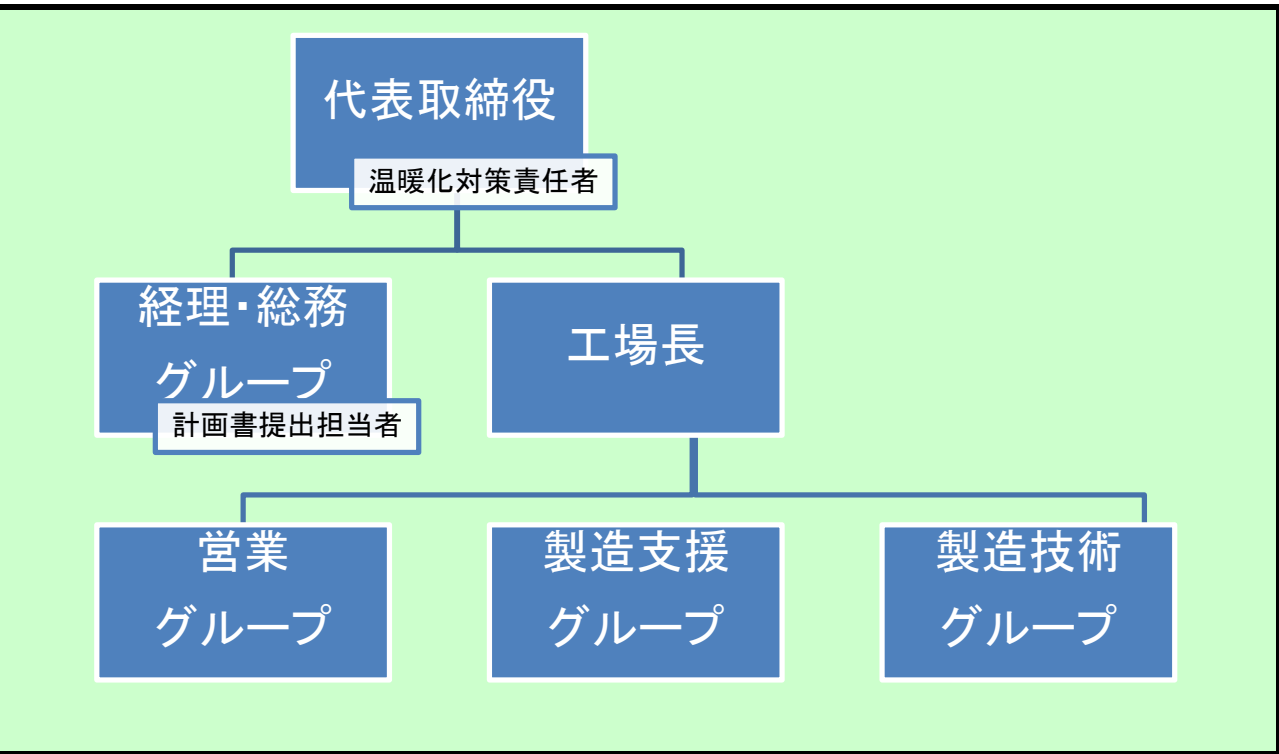 代表取締役
温暖化対策責任者
経理・総務
グループ
計画書提出担当者
工場長
営業
グループ
製造支援
グループ
製造技術
グループ